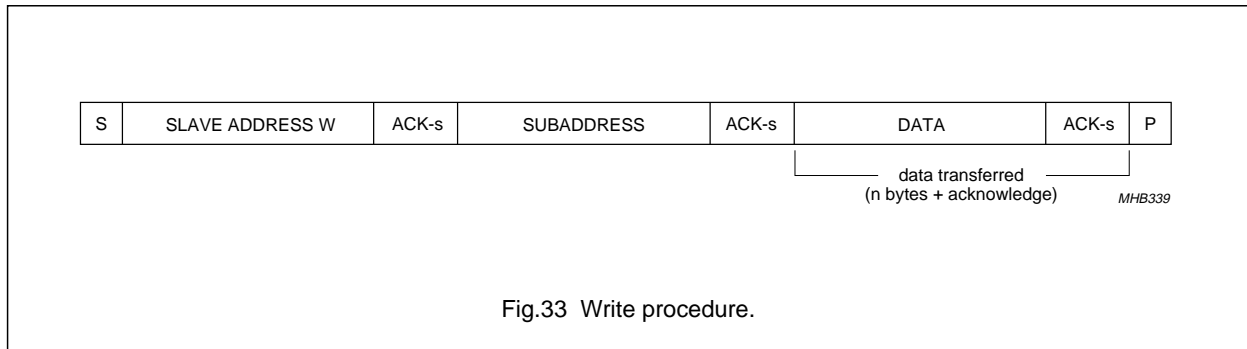 S SLAVE ADDRESS W ACK-s SUBADDRESS ACK-s DATA ACK-s P
data transferred
(n bytes + acknowledge)
MHB339
Fig.33 Write procedure.